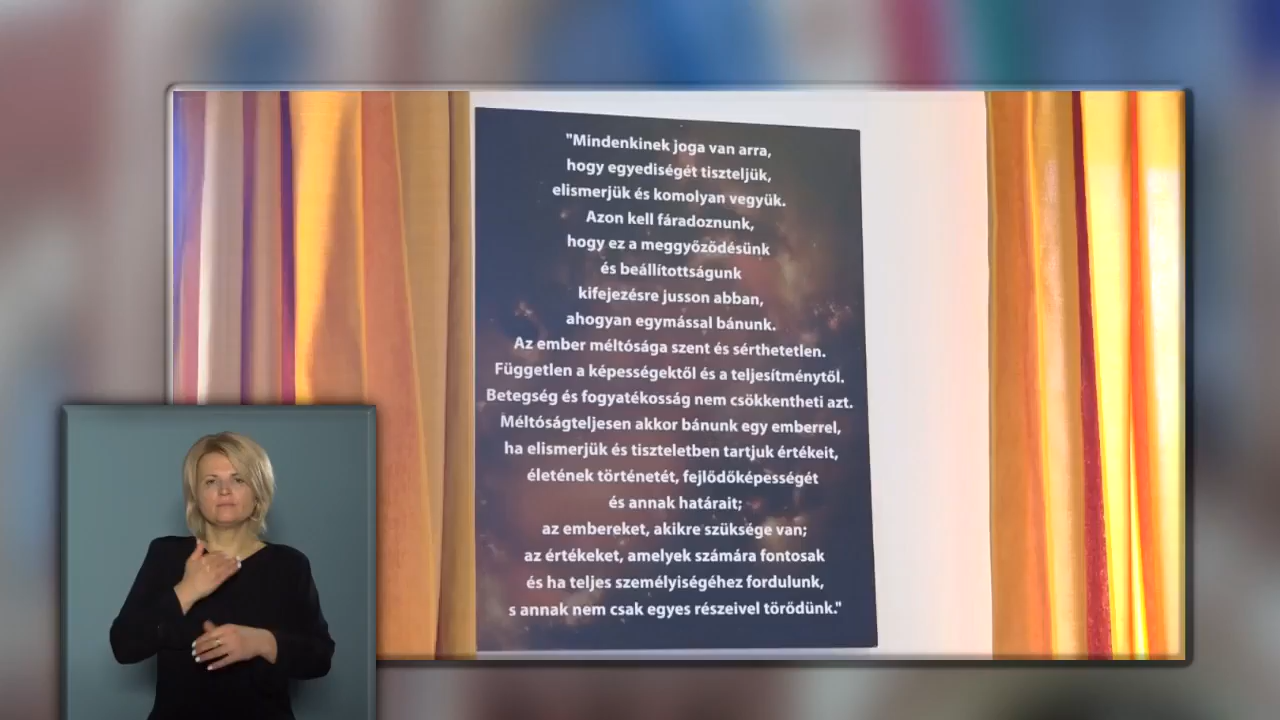 "Mindenkinek joga van arra,
hogy egyediségét tiszteljük,
elismerjük és komolyan vegyük.
Azon kell fáradoznunk,
hogy ez a meggyőződésünk
és beállítottságunk
kifejezésre jusson abban,
ahogyan egymással bánunk.
Az ember méltósága szent és sérthetetlen.
Független a képességektől és a teljesítménytől.
Betegség és fogyatékosság nem csökkentheti azt.
Méltóságteljesen akkor bánunk egy emberrel,
ha elismerjük és tiszteletben tartjuk értékeit,
életének történetét, fejlődőképességét
és annak határait;
az embereket, akikre szüksége van;
az értékeket, amelyek számára fontosak
és ha teljes személyiségéhez fordulunk,
s annak nem csak egyes részeivel törődünk."